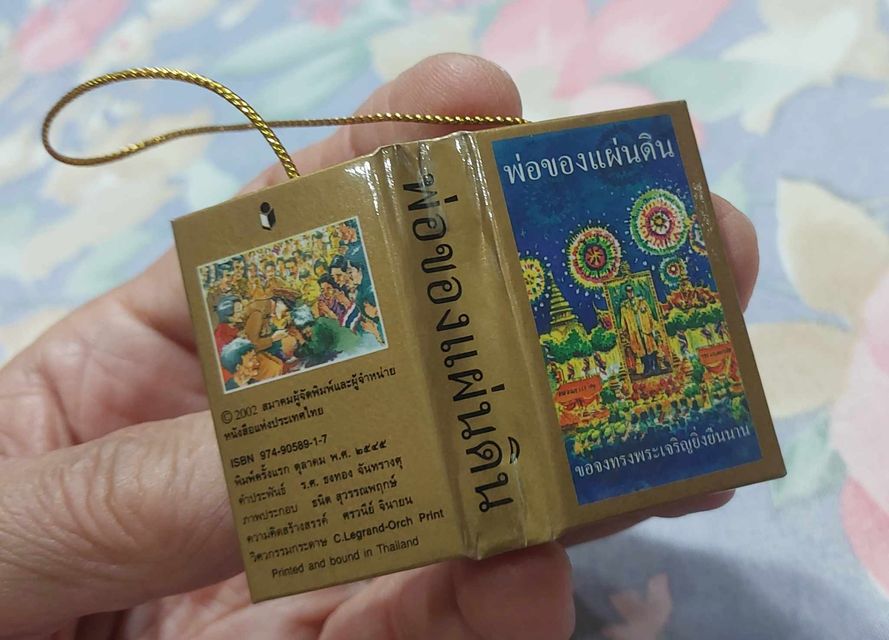 พ่อของแผ่นดิน
ขอจงทรงพระเจริญยิ่งยืนนาน
พ่อของแผ่นดิน
© 2002 สมาคมผู้จัดพิมพ์และผู้จำหน่าย
หนังสือแห่งประเทศไทย
ISBN 974-90589-1-7
พิมพ์ครั้งแรก ตุลาคม พ.ศ. ๒๕๔๕
คำประพันธ์ ร.ศ. ธงทอง จันทรางศุ
ภาพประกอบ ธนิต สุวรรณพฤกษ์
ความคิดสร้างสรรค์ ศราวนีย์ จินายน
วิศวกรรมกระดาษ C.Legrand-Orch Print
Printed and bound in Thailand